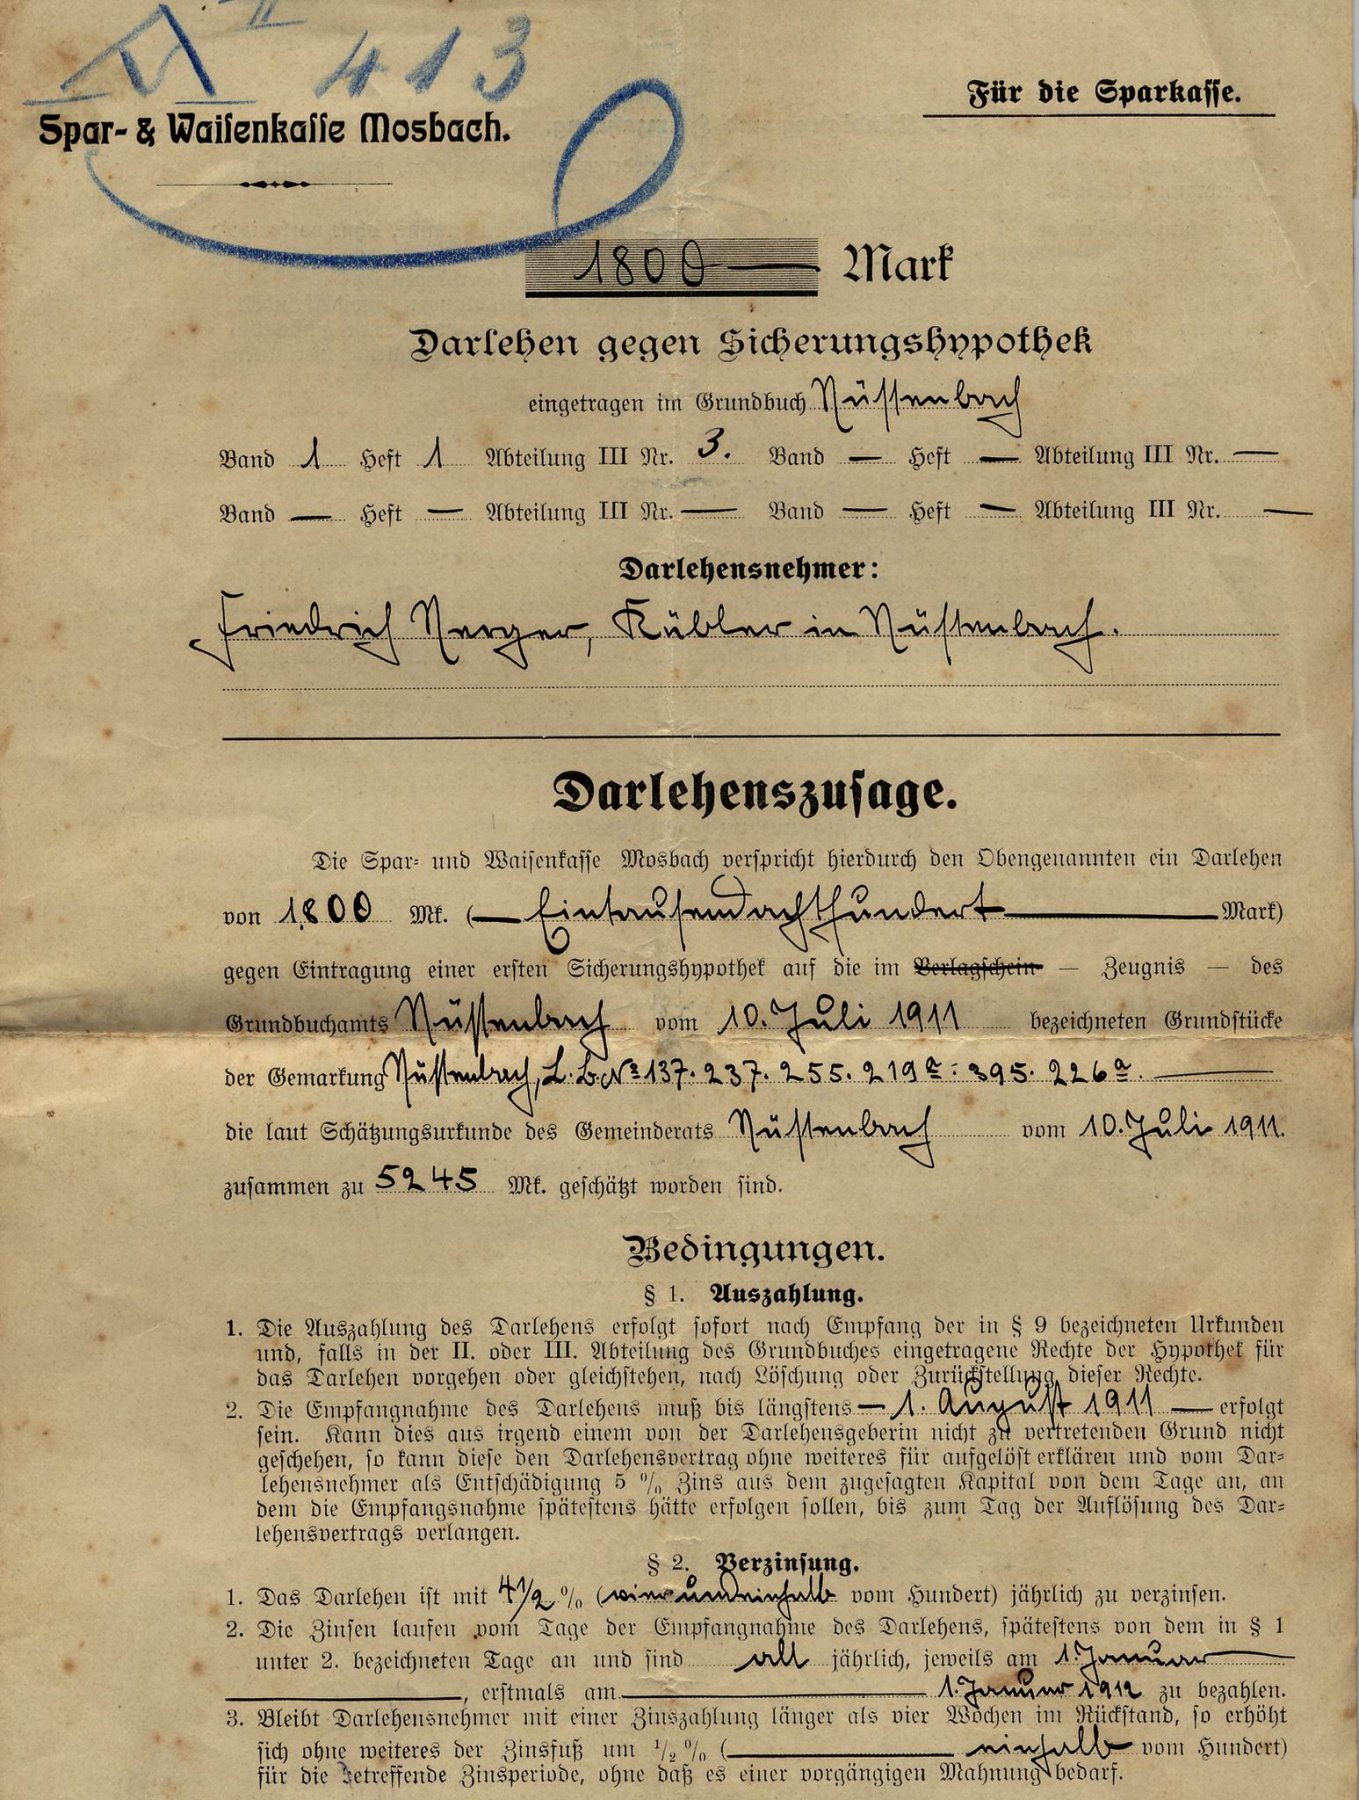 II
413
Spar- & Waisenkasse Mosbach.
Für die Sparkasse.
1800 — Mark
Darlehen gegen Sicherungshypothek
eingetragen im Grundbuch Nüstenbach
Band 1 Heft 1 Abteilung III Nr. 3. Band — Heft — Abteilung III Nr. —
Band — Heft — Abteilung III Nr. — Band — Heft — Abteilung III Nr. —
Darlehensnehmer:
Friedrich Nerger, Kübler in Nüstenbach.
Darlehenszusage.
Die Spar- und Waisenkasse Mosbach verspricht hierdurch den Obengenannten ein Darlehen
von 1800 Mk. (— Eintausendachthundert — Mark)
gegen Eintragung einer ersten Sicherungshypothek auf die im Verlagschein — Zeugnis — des
Grundbuchamts Nüstenbach vom 10. Juli 1911 bezeichneten Grundstücke
der Gemarkung Nüstenbach, L. B. No 137. 237. 255. 219a. 395. 226a. —
die laut Schätzungsurkunde des Gemeinderats Nüstenbach vom 10. Juli 1911.
zusammen zu 5245 Mk. geschätzt worden sind.
Bedingungen.
§ 1. Auszahlung.
1. Die Auszahlung des Darlehens erfolgt sofort nach Empfang der in § 9 bezeichneten Urkunden
und, falls in der II. oder III. Abteilung des Grundbuches eingetragene Rechte der Hypothek für
das Darlehen vorgehen oder gleichstehen, nach Löschung oder Zurückstellung dieser Rechte.
2. Die Empfangnahme des Darlehens muß bis längstens — 1. August 1911 — erfolgt
sein. Kann dies aus irgend einem von der Darlehensgeberin nicht zu vertretenden Grund nicht
geschehen, so kann diese den Darlehensvertrag ohne weiteres für aufgelöst erklären und vom Dar-
lehensnehmer als Entschädigung 5 % Zins aus dem zugesagten Kapital von dem Tage an, an
dem die Empfangsnahme spätestens hätte erfolgen sollen, bis zum Tag der Auflösung des Dar-
lehensvertrags verlangen.
§ 2. Verzinsung.
1. Das Darlehen ist mit 4 1/2 % (vierundeinhalb vom Hundert) jährlich zu verzinsen.
2. Die Zinsen laufen vom Tage der Empfangnahme des Darlehens, spätestens von dem in § 1
unter 2. bezeichneten Tage an und sind all jährlich, jeweils am 1. Januar —
—, erstmals am — 1. Januar 1912 zu bezahlen.
3. Bleibt Darlehensnehmer mit einer Zinszahlung länger als vier Wochen im Rückstand, so erhöht
sich ohne weiteres der Zinsfuß um 1/2 % (— einhalb — vom Hundert)
für die betreffende Zinsperiode, ohne daß es einer vorgängigen Mahnung bedarf.